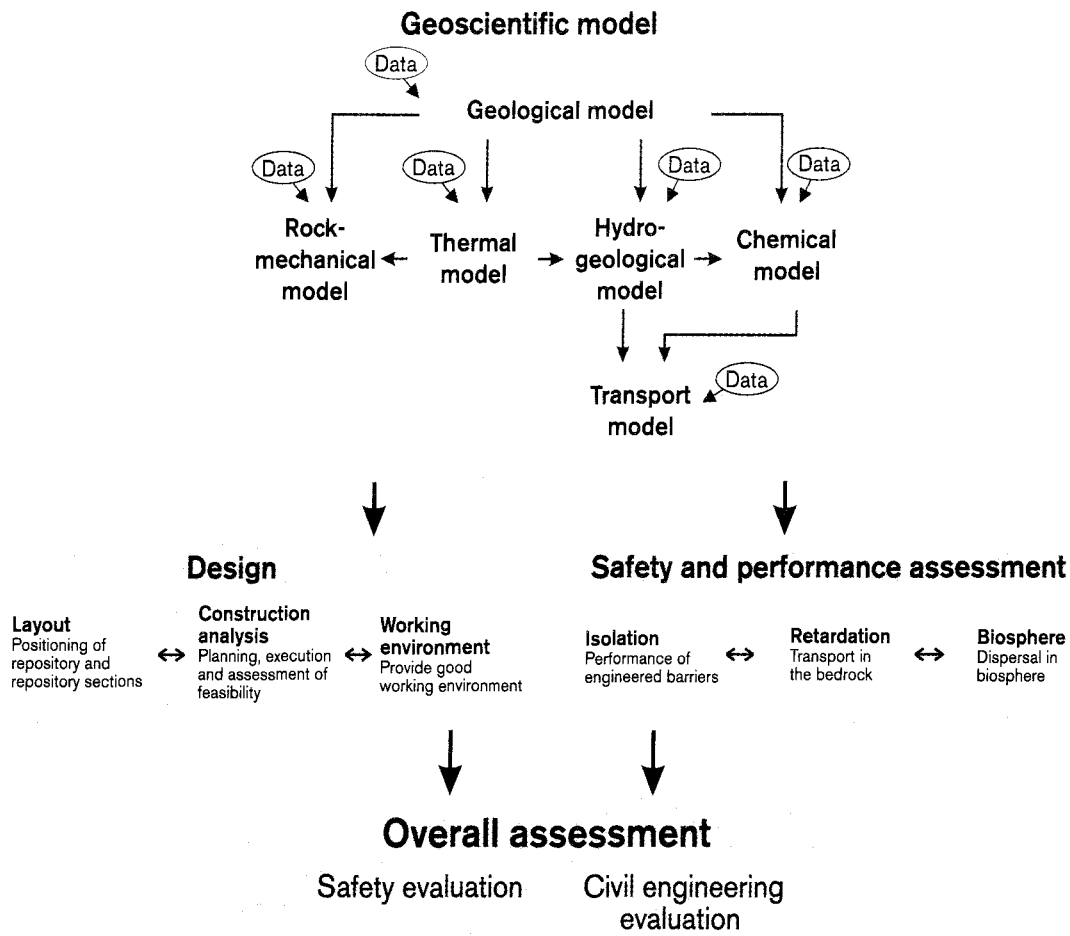 Geoscientific model
Data
Geological model
Data
Data
Data
Data
Rock-
mechanical
model
Thermal
model
Hydro-
geological
model
Chemical
model
Data
Transport
model
Design
Safety and performance assessment
Layout
Positioning of
repository and
repository sections
Construction
analysis
Planning, execution
and assessment of
feasibility
Working
environment
Provide good
working environment
Isolation
Performance of
engineered barriers
Retardation
Transport in
the bedrock
Biosphere
Dispersal in
biosphere
Overall assessment
Safety evaluation
Civil engineering
evaluation